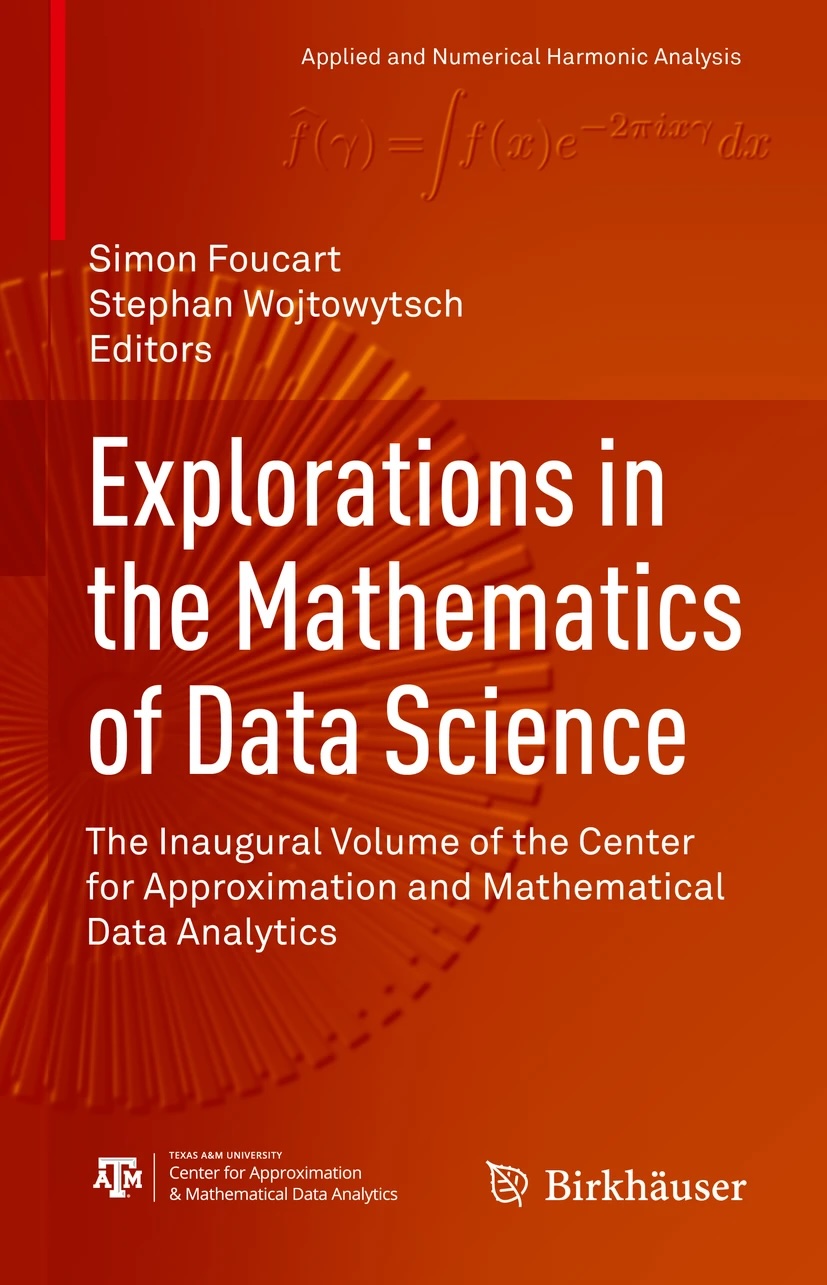 Applied and Numerical Harmonic Analysis
f̂(γ) = ∫ f(x)e^{−2πixγ} dx
Simon Foucart
Stephan Wojtowytsch
Editors
Explorations in
the Mathematics
of Data Science
The Inaugural Volume of the Center
for Approximation and Mathematical
Data Analytics
ATM
TEXAS A&M UNIVERSITY
Center for Approximation
& Mathematical Data Analytics
Birkhäuser